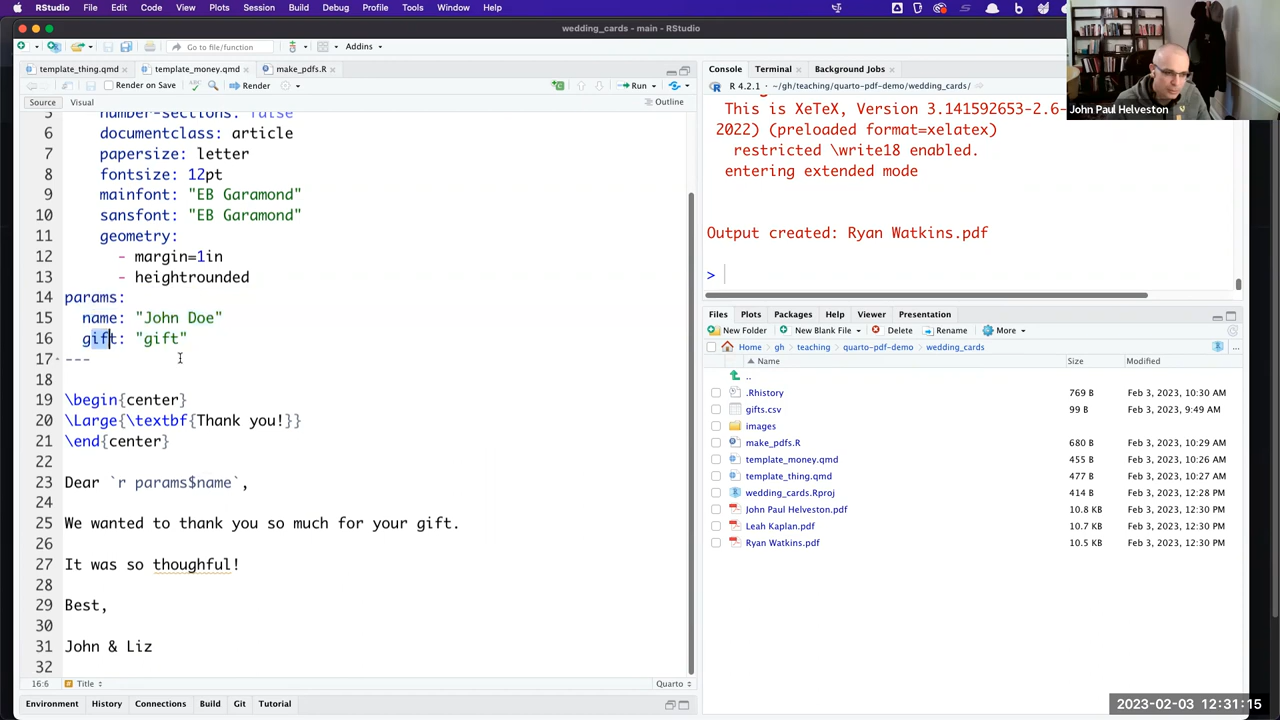 RStudio File Edit Code View Plots Session Build Debug Profile Tools Window Help
wedding_cards - main - RStudio
Go to file/function Addins
template_thing.qmd template_money.qmd make_pdfs.R
Render on Save Render Run
Source Visual Outline
5 number-sections: false
6 documentclass: article
7 papersize: letter
8 fontsize: 12pt
9 mainfont: "EB Garamond"
10 sansfont: "EB Garamond"
11 geometry:
12 - margin=1in
13 - heightrounded
14 params:
15 name: "John Doe"
16 gift: "gift"
17 ---
18
19 \begin{center}
20 \Large{\textbf{Thank you!}}
21 \end{center}
22
23 Dear `r params$name`,
24
25 We wanted to thank you so much for your gift.
26
27 It was so thoughful!
28
29 Best,
30
31 John & Liz
32
16:6 Title Quarto
Environment History Connections Build Git Tutorial
Console Terminal Background Jobs
R 4.2.1 · ~/gh/teaching/quarto-pdf-demo/wedding_cards/
This is XeTeX, Version 3.141592653-2.6-
2022) (preloaded format=xelatex)
restricted \write18 enabled.
entering extended mode
Output created: Ryan Watkins.pdf
>
Files Plots Packages Help Viewer Presentation
New Folder New Blank File Delete Rename More
Home gh teaching quarto-pdf-demo wedding_cards ...
Name Size Modified
..
.Rhistory 769 B Feb 3, 2023, 10:30 AM
gifts.csv 99 B Feb 3, 2023, 9:49 AM
images
make_pdfs.R 680 B Feb 3, 2023, 10:29 AM
template_money.qmd 455 B Feb 3, 2023, 10:26 AM
template_thing.qmd 477 B Feb 3, 2023, 10:27 AM
wedding_cards.Rproj 414 B Feb 3, 2023, 12:28 PM
John Paul Helveston.pdf 10.8 KB Feb 3, 2023, 12:30 PM
Leah Kaplan.pdf 10.7 KB Feb 3, 2023, 12:30 PM
Ryan Watkins.pdf 10.5 KB Feb 3, 2023, 12:30 PM
John Paul Helveston
2023-02-03 12:31:15